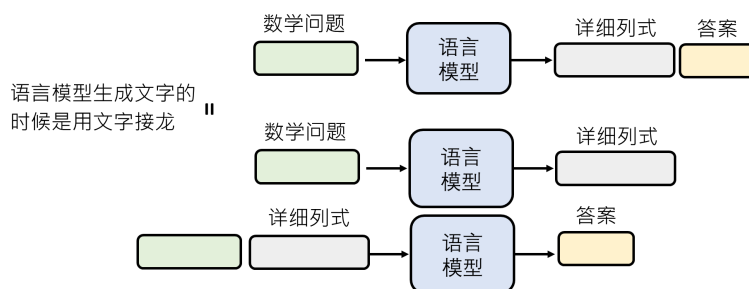 数学问题
详细列式
答案
语言
模型
语言模型生成文字的
时候是用文字接龙
=
数学问题
详细列式
语言
模型
详细列式
答案
语言
模型